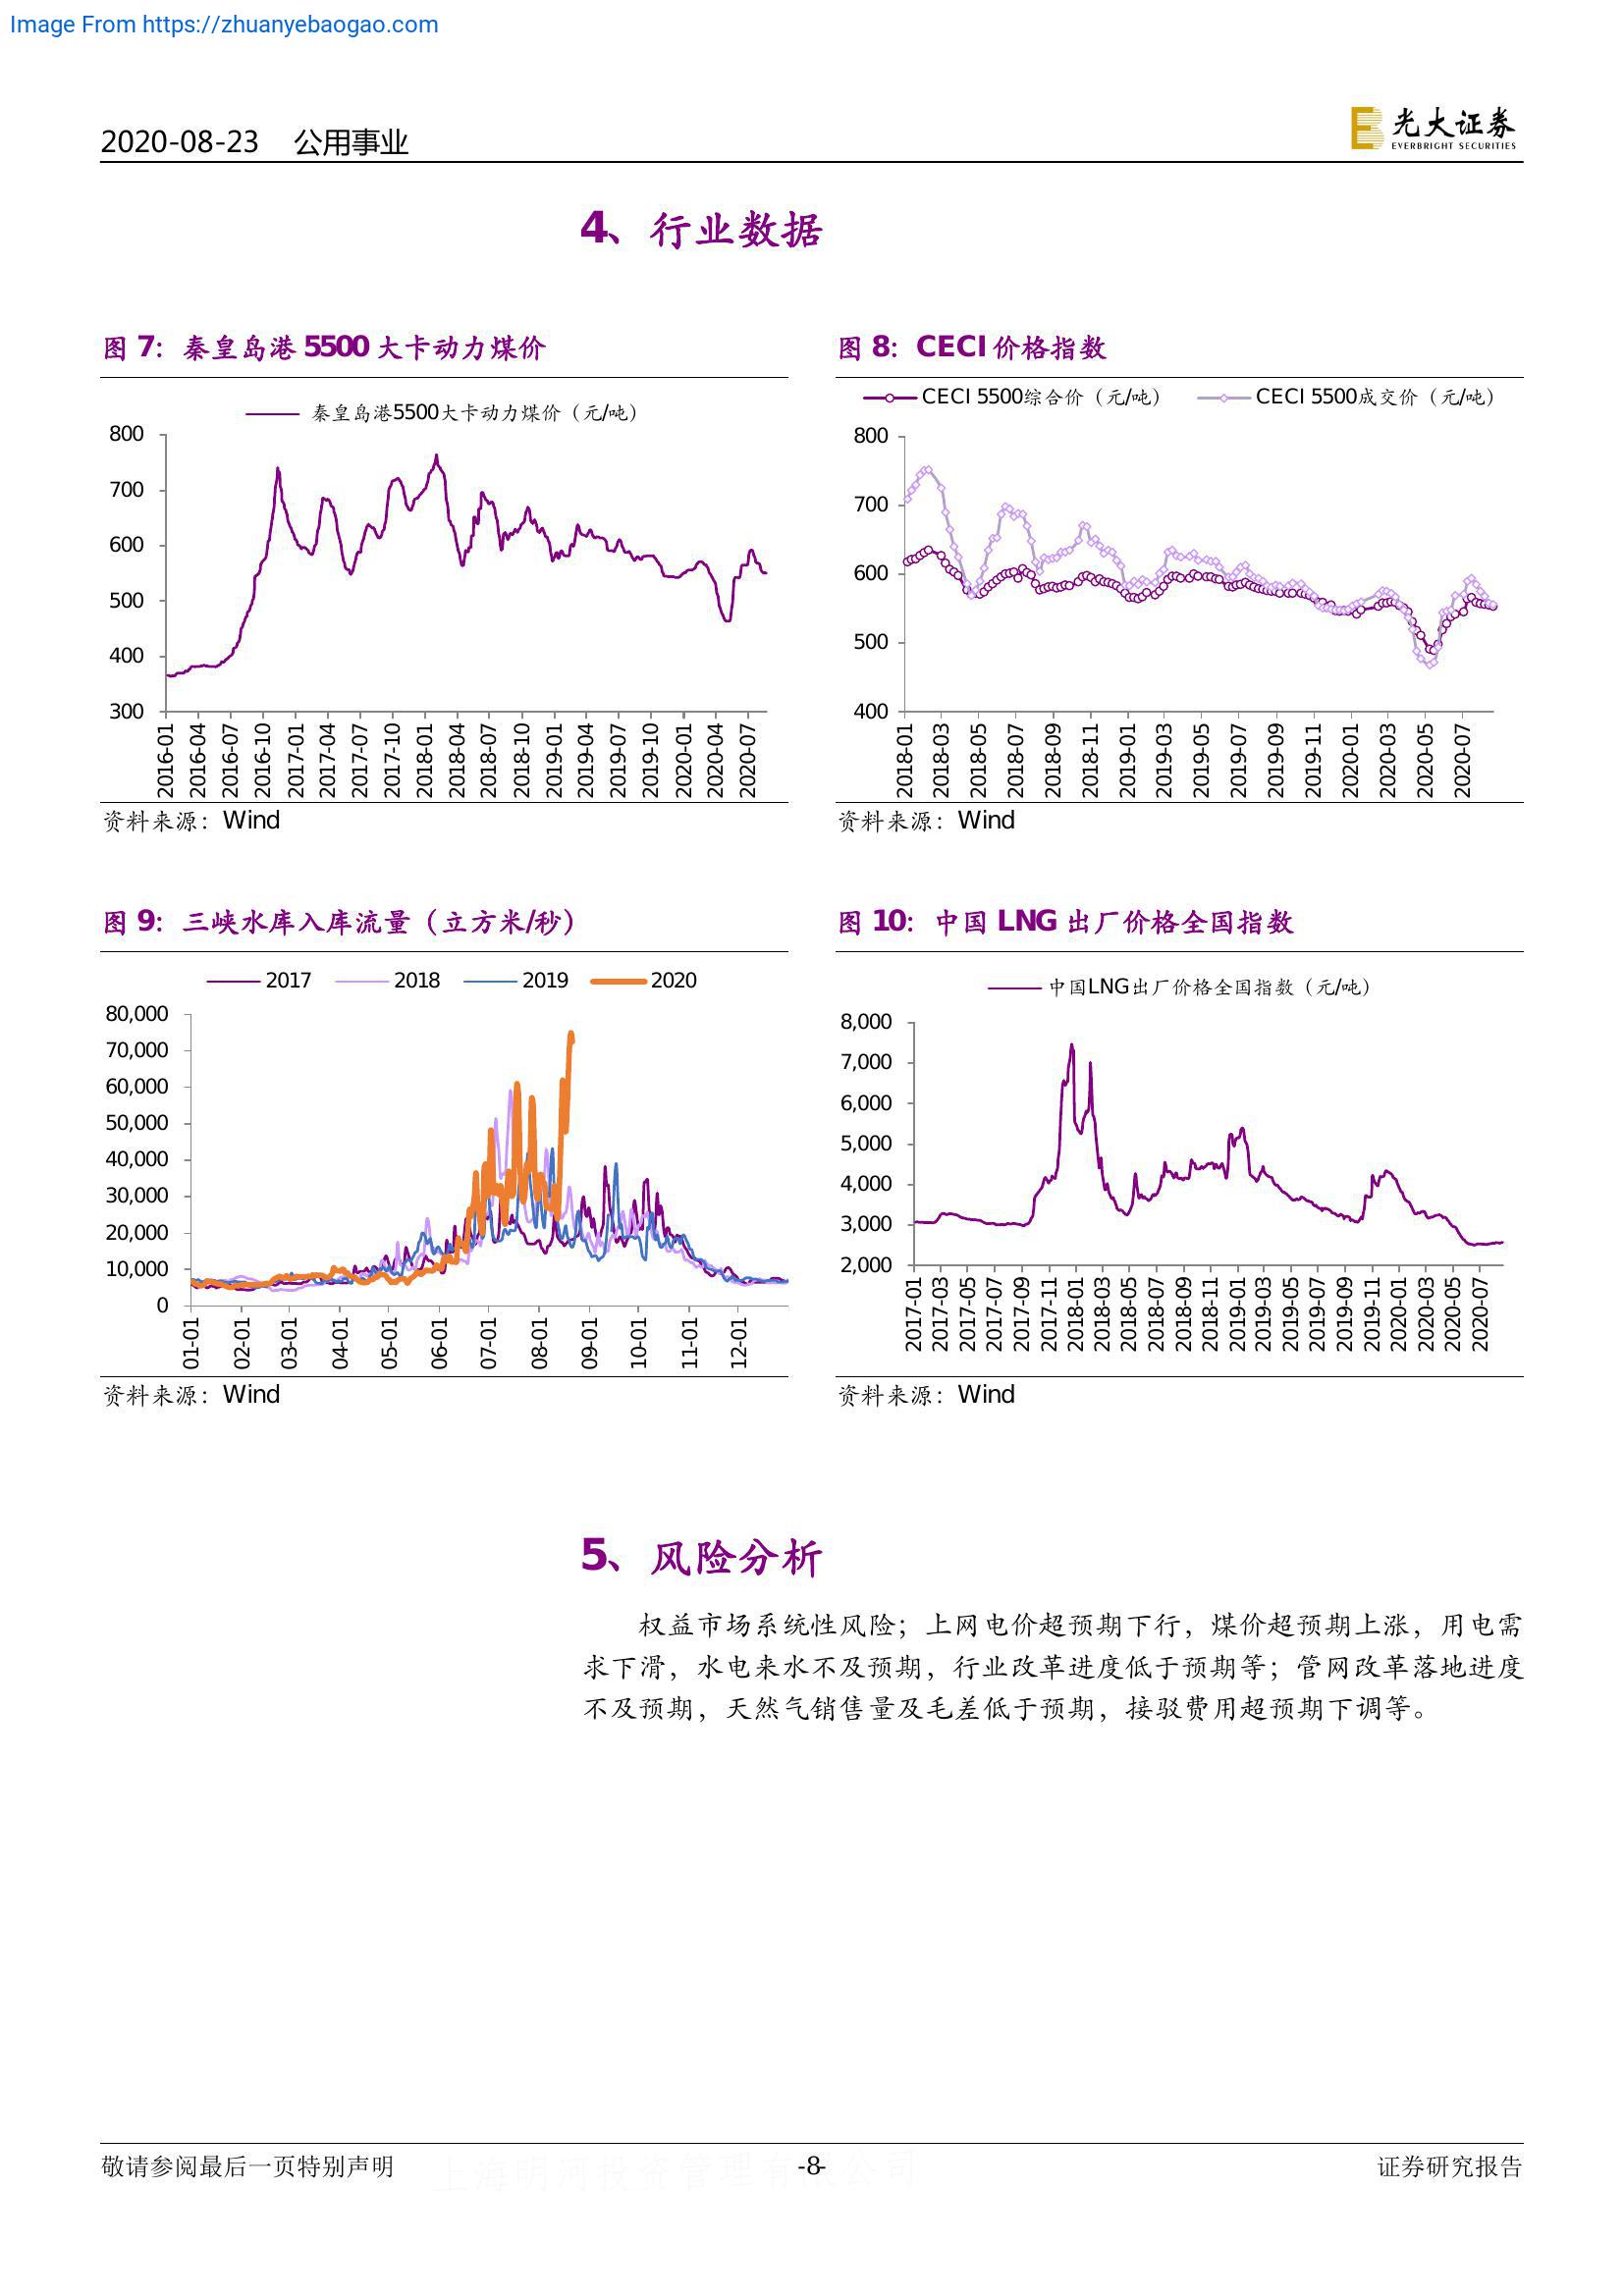 Image From https://zhuanyebaogao.com
2020-08-23 公用事业
光大证券
EVERBRIGHT SECURITIES
4、行业数据
图 7：秦皇岛港 5500 大卡动力煤价
秦皇岛港5500大卡动力煤价（元/吨）
800
700
600
500
400
300
2016-01 2016-04 2016-07 2016-10 2017-01 2017-04 2017-07 2017-10 2018-01 2018-04 2018-07 2018-10 2019-01 2019-04 2019-07 2019-10 2020-01 2020-04 2020-07
资料来源：Wind
图 8：CECI 价格指数
CECI 5500综合价（元/吨） CECI 5500成交价（元/吨）
800
700
600
500
400
2018-01 2018-03 2018-05 2018-07 2018-09 2018-11 2019-01 2019-03 2019-05 2019-07 2019-09 2019-11 2020-01 2020-03 2020-05 2020-07
资料来源：Wind
图 9：三峡水库入库流量（立方米/秒）
2017 2018 2019 2020
80,000
70,000
60,000
50,000
40,000
30,000
20,000
10,000
0
01-01 02-01 03-01 04-01 05-01 06-01 07-01 08-01 09-01 10-01 11-01 12-01
资料来源：Wind
图 10：中国 LNG 出厂价格全国指数
中国LNG出厂价格全国指数（元/吨）
8,000
7,000
6,000
5,000
4,000
3,000
2,000
2017-01 2017-03 2017-05 2017-07 2017-09 2017-11 2018-01 2018-03 2018-05 2018-07 2018-09 2018-11 2019-01 2019-03 2019-05 2019-07 2019-09 2019-11 2020-01 2020-03 2020-05 2020-07
资料来源：Wind
5、风险分析
权益市场系统性风险；上网电价超预期下行，煤价超预期上涨，用电需
求下滑，水电来水不及预期，行业改革进度低于预期等；管网改革落地进度
不及预期，天然气销售量及毛差低于预期，接驳费用超预期下调等。
敬请参阅最后一页特别声明 -8- 证券研究报告